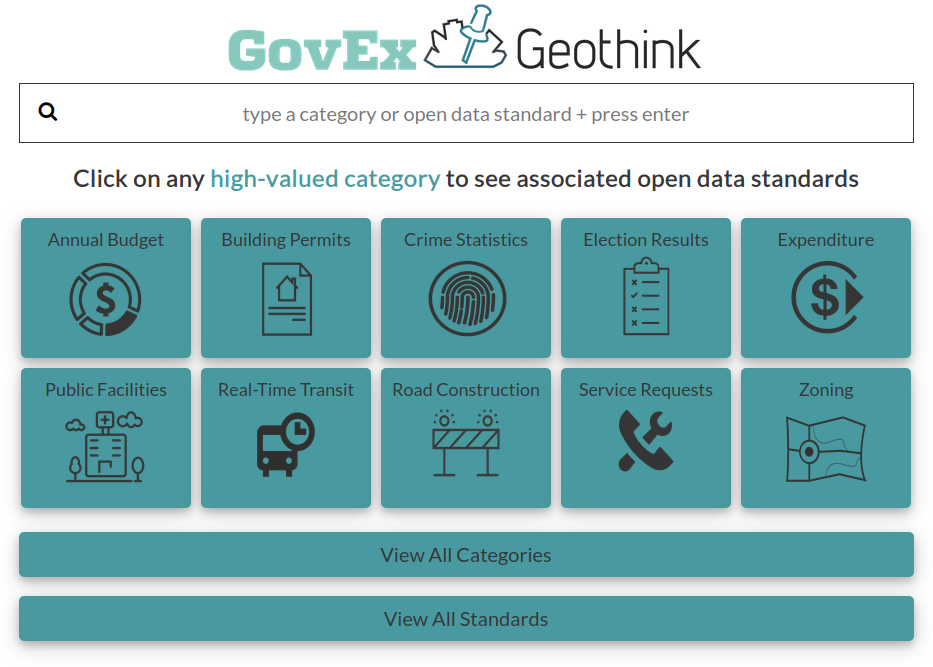 GovEx Geothink
type a category or open data standard + press enter
Click on any high-valued category to see associated open data standards
Annual Budget
Building Permits
Crime Statistics
Election Results
Expenditure
$
$
Public Facilities
Real-Time Transit
Road Construction
Service Requests
Zoning
View All Categories
View All Standards